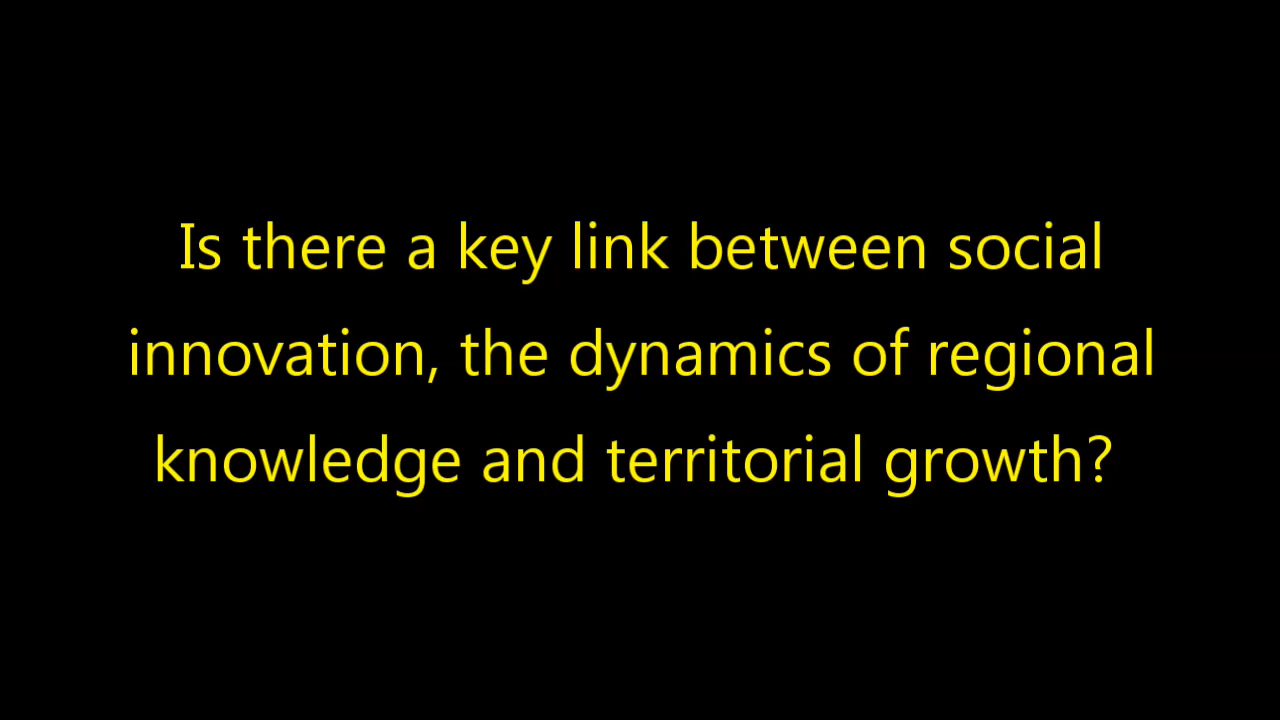 Is there a key link between social
innovation, the dynamics of regional
knowledge and territorial growth?